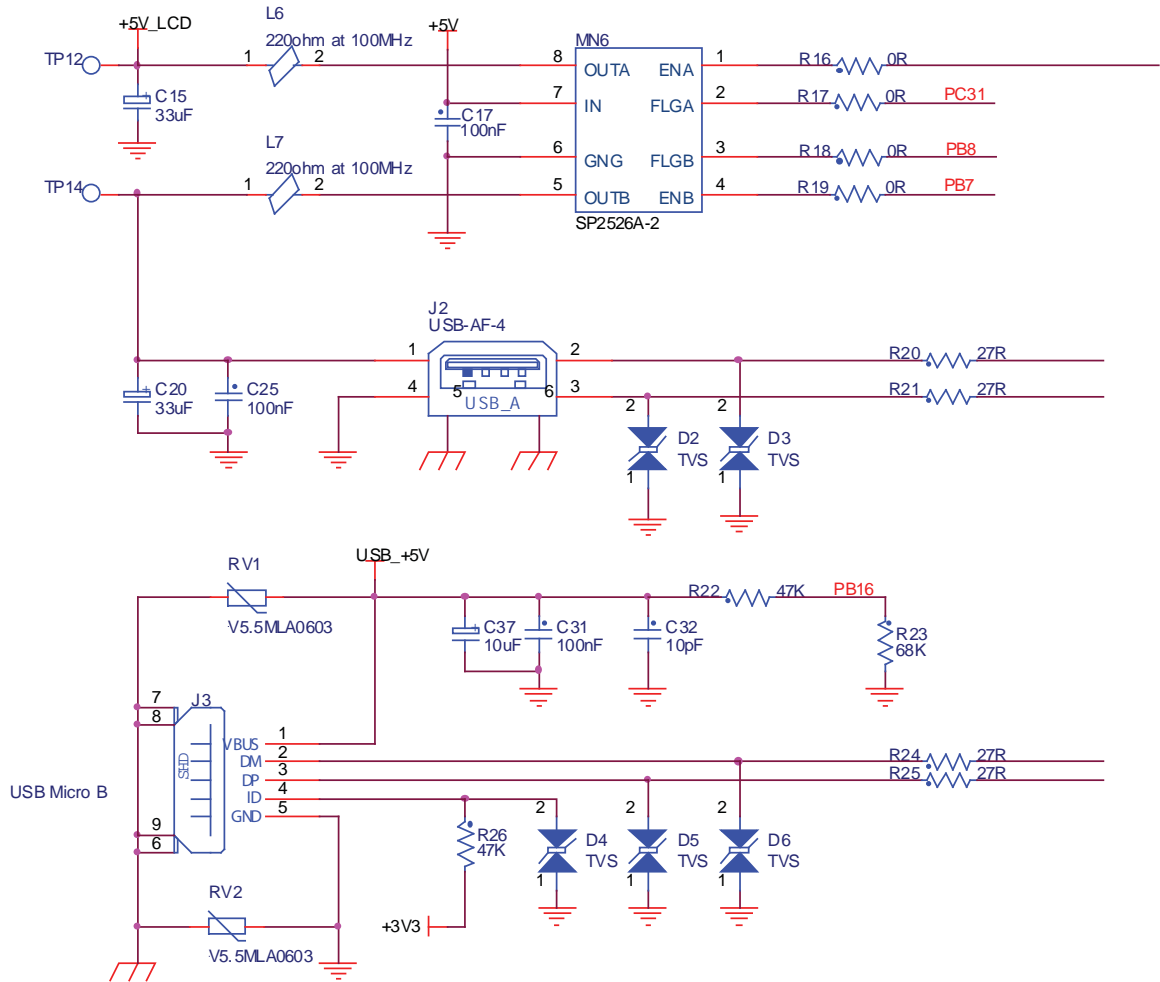 +5V_LCD
L6
220ohm at 100MHz
+5V
MN6
TP12
1
2
8
OUTA
ENA
1
R16
0R
C15
33uF
C17
100nF
7
IN
FLGA
2
R17
0R
PC31
L7
220ohm at 100MHz
6
GNG
FLGB
3
R18
0R
PB8
TP14
1
2
5
OUTB
ENB
4
R19
0R
PB7
SP2526A-2
J2
USB-AF-4
1
2
R20
27R
C20
33uF
C25
100nF
4
5
6
3
USB_A
R21
27R
2
D2
TVS
1
2
D3
TVS
1
RV1
V5.5MLA0603
USB_+5V
R22
47K
PB16
C37
10uF
C31
100nF
C32
10pF
R23
68K
7
8
J3
SHD
VBUS
1
DM
2
R24
27R
DP
3
R25
27R
USB Micro B
ID
4
GND
5
9
6
R26
47K
2
D4
TVS
1
2
D5
TVS
1
2
D6
TVS
1
RV2
V5.5MLA0603
+3V3